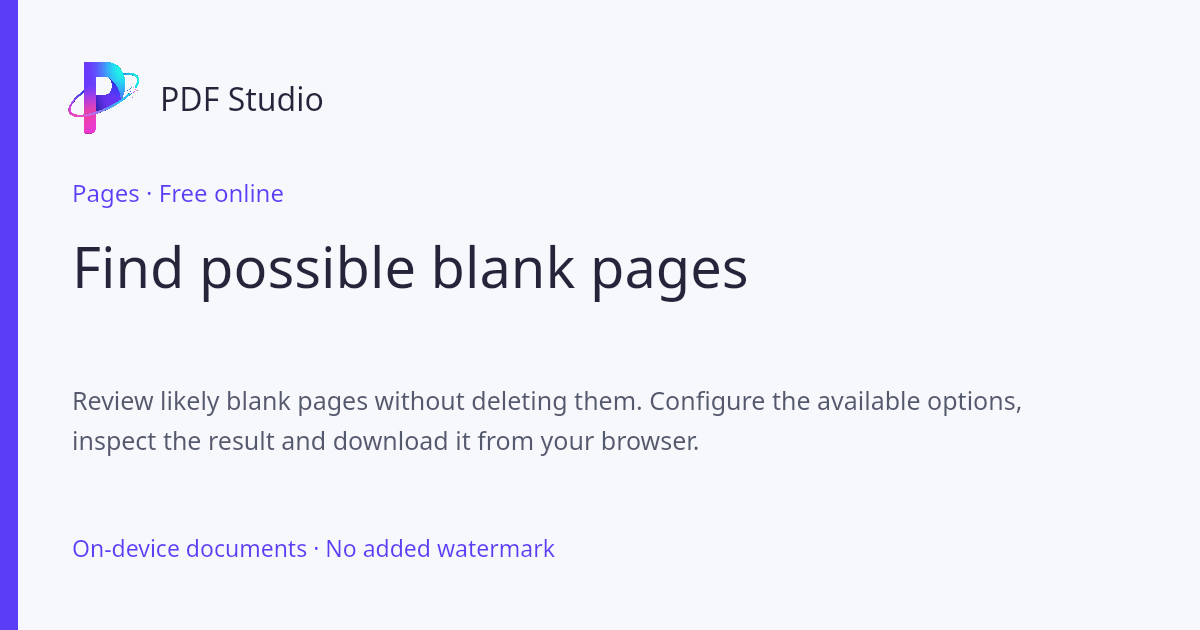 PDF Studio
Pages · Free online
Find possible blank pages
Review likely blank pages without deleting them. Configure the available options,
inspect the result and download it from your browser.
On-device documents · No added watermark